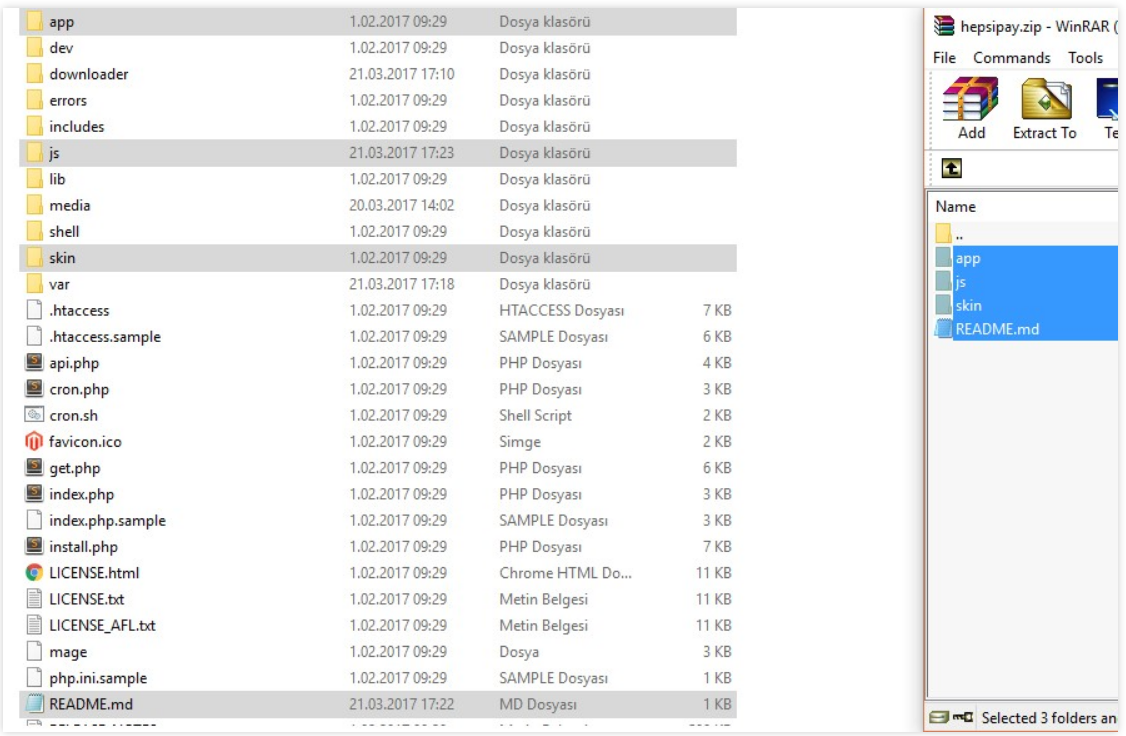 app 1.02.2017 09:29 Dosya klasörü
dev 1.02.2017 09:29 Dosya klasörü
downloader 21.03.2017 17:10 Dosya klasörü
errors 1.02.2017 09:29 Dosya klasörü
includes 1.02.2017 09:29 Dosya klasörü
js 21.03.2017 17:23 Dosya klasörü
lib 1.02.2017 09:29 Dosya klasörü
media 20.03.2017 14:02 Dosya klasörü
shell 1.02.2017 09:29 Dosya klasörü
skin 1.02.2017 09:29 Dosya klasörü
var 21.03.2017 17:18 Dosya klasörü
.htaccess 1.02.2017 09:29 HTACCESS Dosyası 7 KB
.htaccess.sample 1.02.2017 09:29 SAMPLE Dosyası 6 KB
api.php 1.02.2017 09:29 PHP Dosyası 4 KB
cron.php 1.02.2017 09:29 PHP Dosyası 3 KB
cron.sh 1.02.2017 09:29 Shell Script 2 KB
favicon.ico 1.02.2017 09:29 Simge 2 KB
get.php 1.02.2017 09:29 PHP Dosyası 6 KB
index.php 1.02.2017 09:29 PHP Dosyası 3 KB
index.php.sample 1.02.2017 09:29 SAMPLE Dosyası 3 KB
install.php 1.02.2017 09:29 PHP Dosyası 7 KB
LICENSE.html 1.02.2017 09:29 Chrome HTML Do... 11 KB
LICENSE.txt 1.02.2017 09:29 Metin Belgesi 11 KB
LICENSE_AFL.txt 1.02.2017 09:29 Metin Belgesi 11 KB
mage 1.02.2017 09:29 Dosya 3 KB
php.ini.sample 1.02.2017 09:29 SAMPLE Dosyası 1 KB
README.md 21.03.2017 17:22 MD Dosyası 1 KB
hepsipay.zip - WinRAR (
File Commands Tools
Add Extract To Te
Name
..
app
js
skin
README.md
Selected 3 folders an